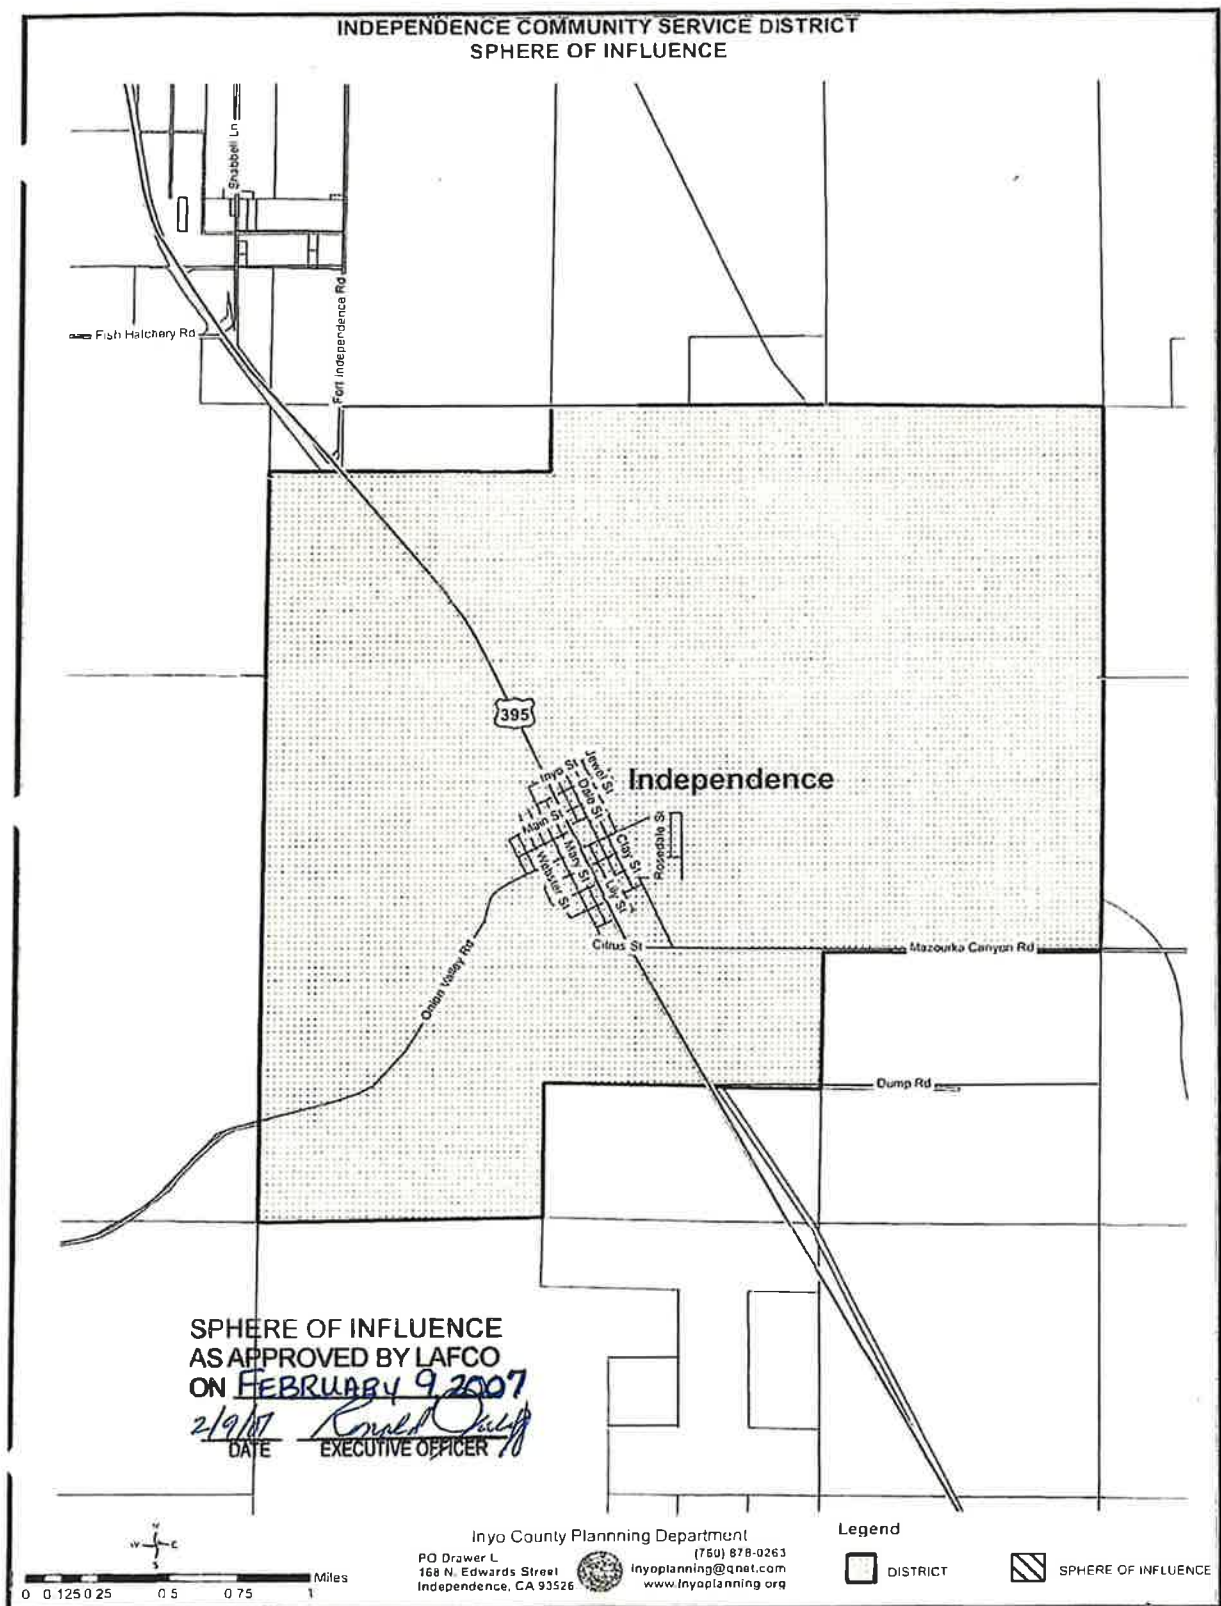 INDEPENDENCE COMMUNITY SERVICE DISTRICT
SPHERE OF INFLUENCE
Shabbell Ln
Fish Hatchery Rd
Fort Independence Rd
395
Inyo St
Jewel St
Independence
Dale St
Main St
Rosedale St
Clay St
Mary St
Webster St
Lily St
Citrus St
Mazourka Canyon Rd
Onion Valley Rd
Dump Rd
SPHERE OF INFLUENCE
AS APPROVED BY LAFCO
ON FEBRUARY 9, 2007
2/9/07
DATE EXECUTIVE OFFICER
N
W E
S
Miles
0 0.125 0.25 0.5 0.75 1
Inyo County Plannning Department
PO Drawer L
168 N. Edwards Street
Independence, CA 93526
(760) 878-0263
inyoplanning@qnet.com
www.inyoplanning.org
Legend
DISTRICT
SPHERE OF INFLUENCE